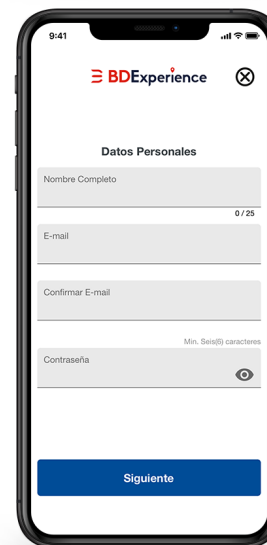 9:41
BDExperience
Datos Personales
Nombre Completo
0 / 25
E-mail
Confirmar E-mail
Min. Seis(6) caracteres
Contraseña
Siguiente